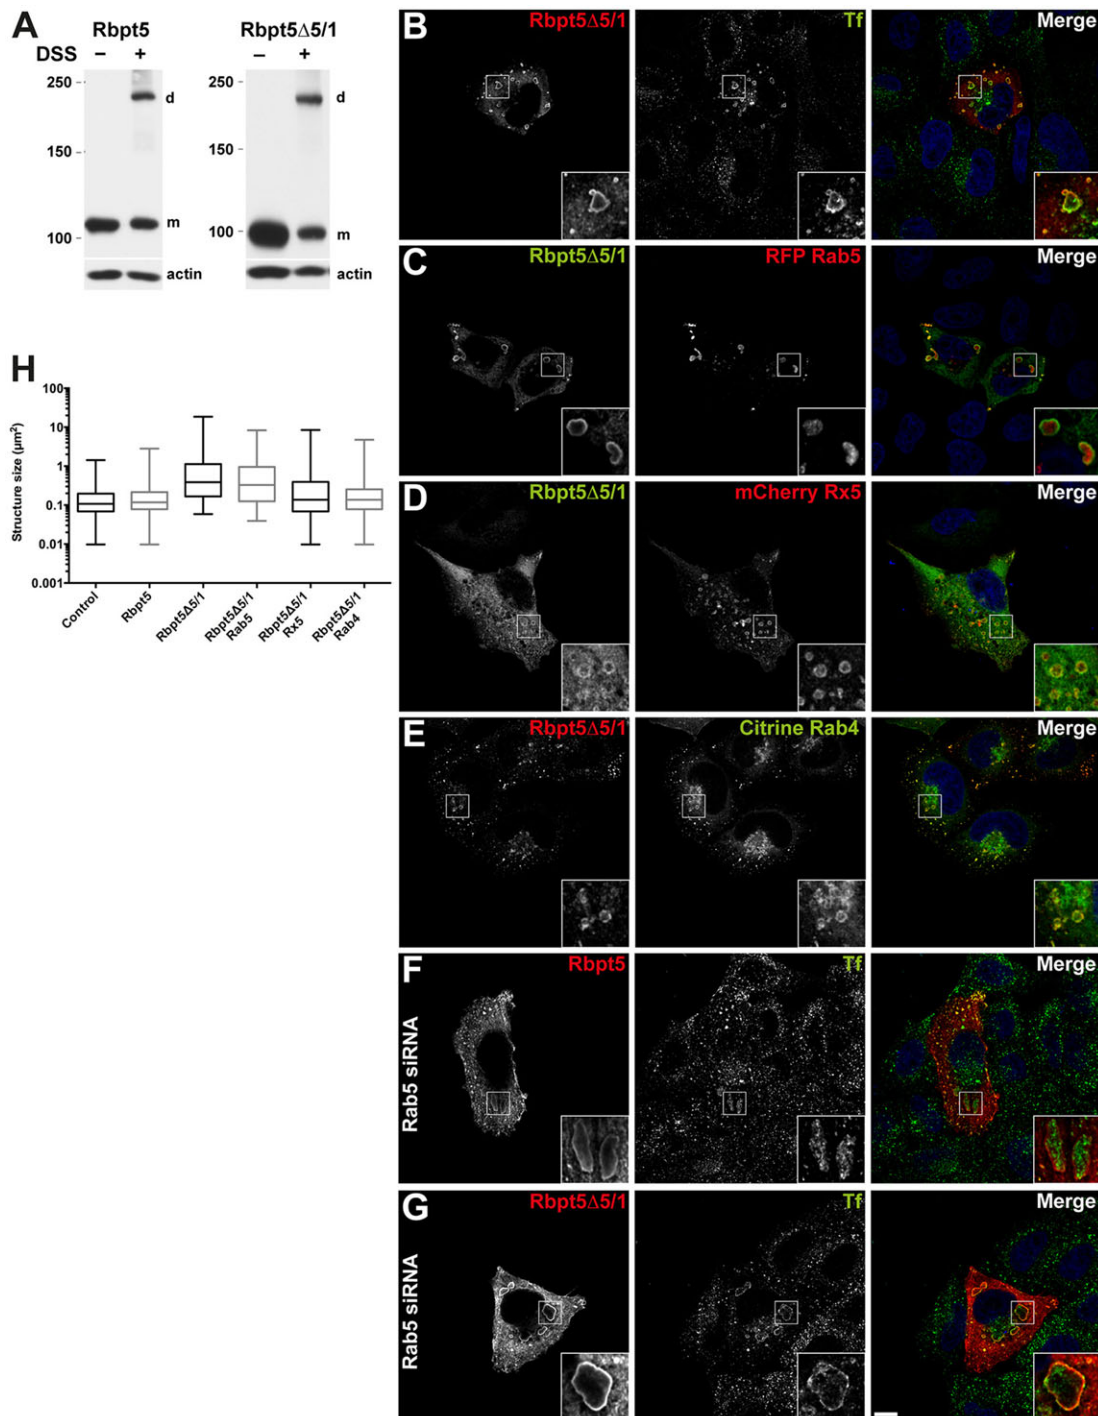 A Rbpt5 Rbpt5Δ5/1
DSS – + – +
250 d 250 d
150 150
100 m 100 m
actin actin
B Rbpt5Δ5/1 Tf Merge
C Rbpt5Δ5/1 RFP Rab5 Merge
D Rbpt5Δ5/1 mCherry Rx5 Merge
E Rbpt5Δ5/1 Citrine Rab4 Merge
F Rbpt5 Tf Merge
Rab5 siRNA
G Rbpt5Δ5/1 Tf Merge
Rab5 siRNA
H
Structure size (µm²)
100
10
1
0.1
0.01
0.001
Control
Rbpt5
Rbpt5Δ5/1
Rbpt5Δ5/1
Rab5
Rbpt5Δ5/1
Rx5
Rbpt5Δ5/1
Rab4